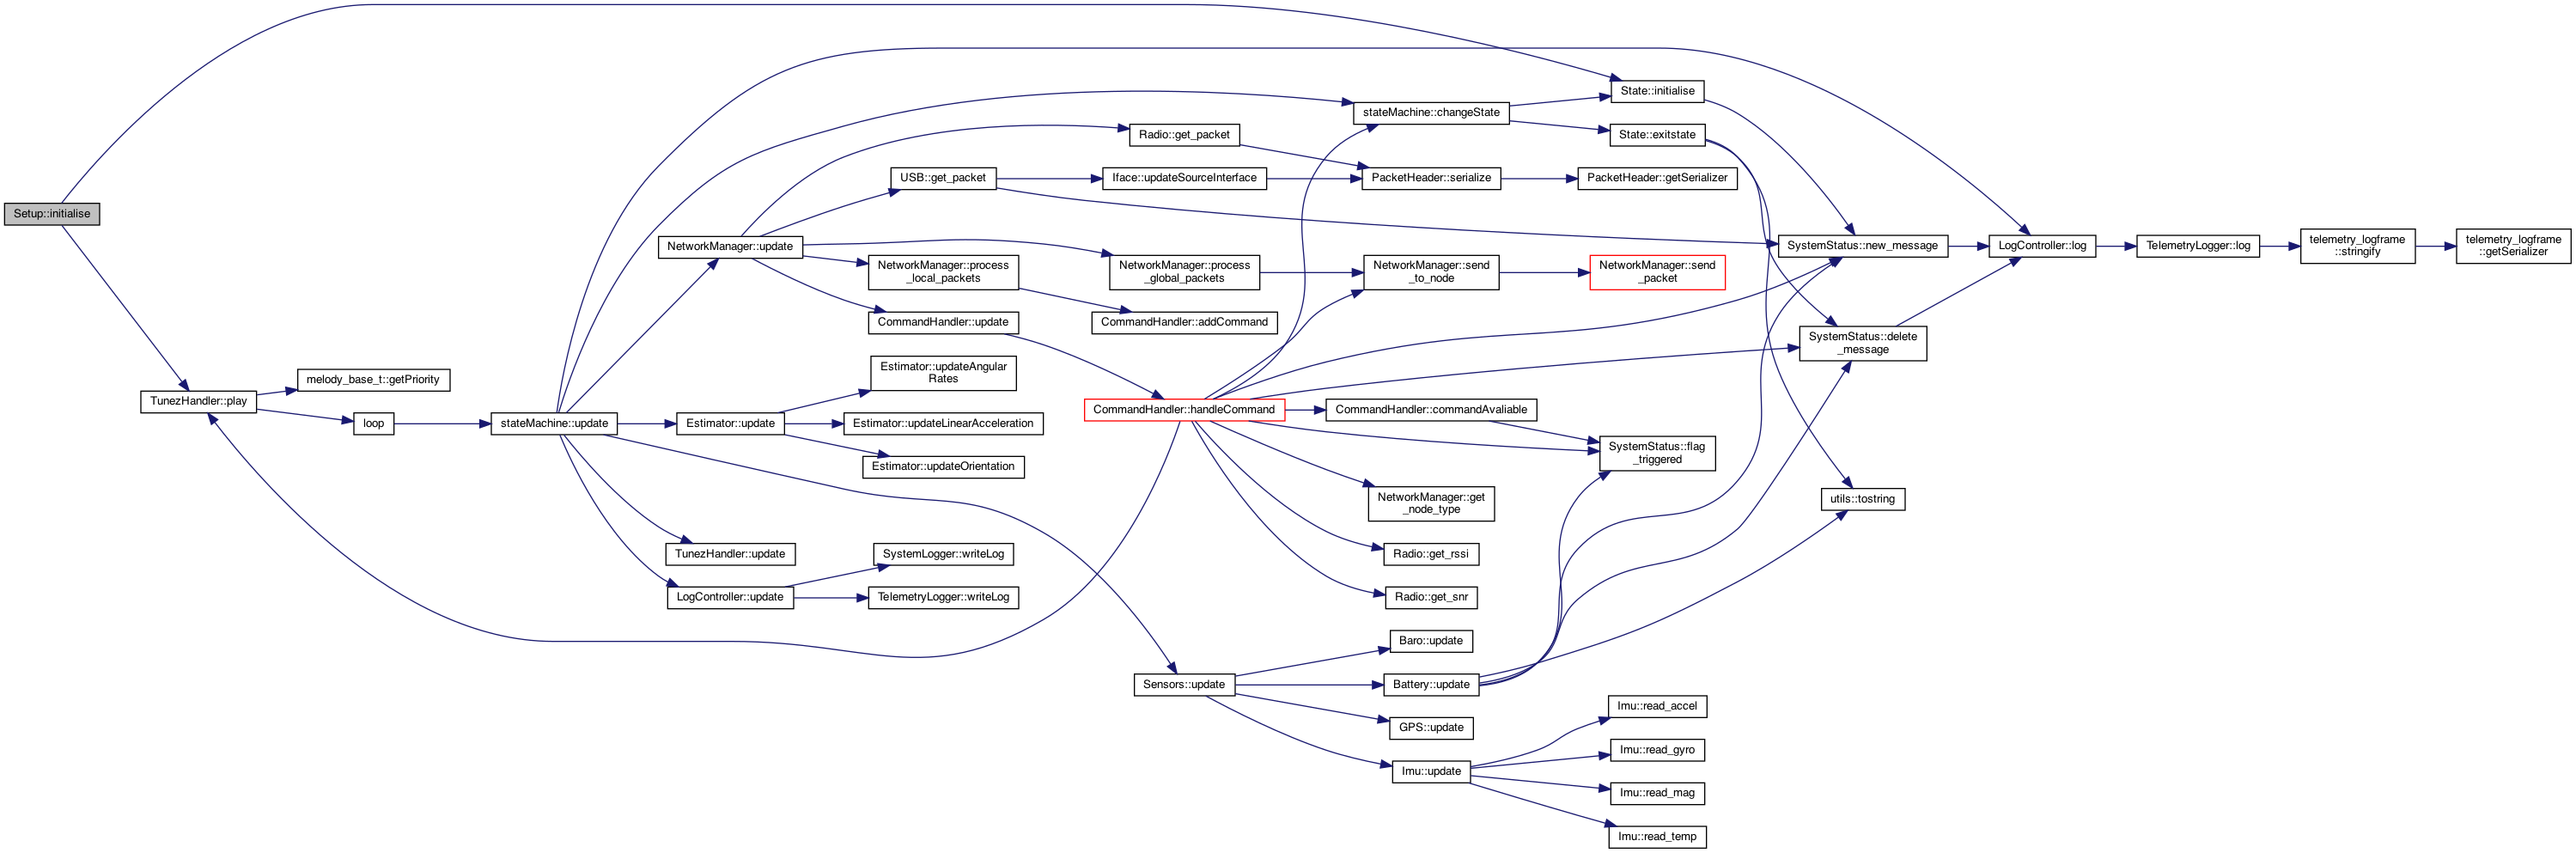 Setup::initialise
TunezHandler::play
melody_base_t::getPriority
loop
stateMachine::update
NetworkManager::update
Estimator::update
TunezHandler::update
LogController::update
USB::get_packet
NetworkManager::process
_local_packets
CommandHandler::update
Estimator::updateAngular
Rates
Estimator::updateLinearAcceleration
Estimator::updateOrientation
SystemLogger::writeLog
TelemetryLogger::writeLog
Radio::get_packet
Iface::updateSourceInterface
NetworkManager::process
_global_packets
CommandHandler::addCommand
CommandHandler::handleCommand
Sensors::update
stateMachine::changeState
PacketHeader::serialize
NetworkManager::send
_to_node
CommandHandler::commandAvaliable
NetworkManager::get
_node_type
Radio::get_rssi
Radio::get_snr
Baro::update
Battery::update
GPS::update
Imu::update
State::initialise
State::exitstate
PacketHeader::getSerializer
NetworkManager::send
_packet
SystemStatus::flag
_triggered
Imu::read_accel
Imu::read_gyro
Imu::read_mag
Imu::read_temp
SystemStatus::new_message
SystemStatus::delete
_message
utils::tostring
LogController::log
TelemetryLogger::log
telemetry_logframe
::stringify
telemetry_logframe
::getSerializer